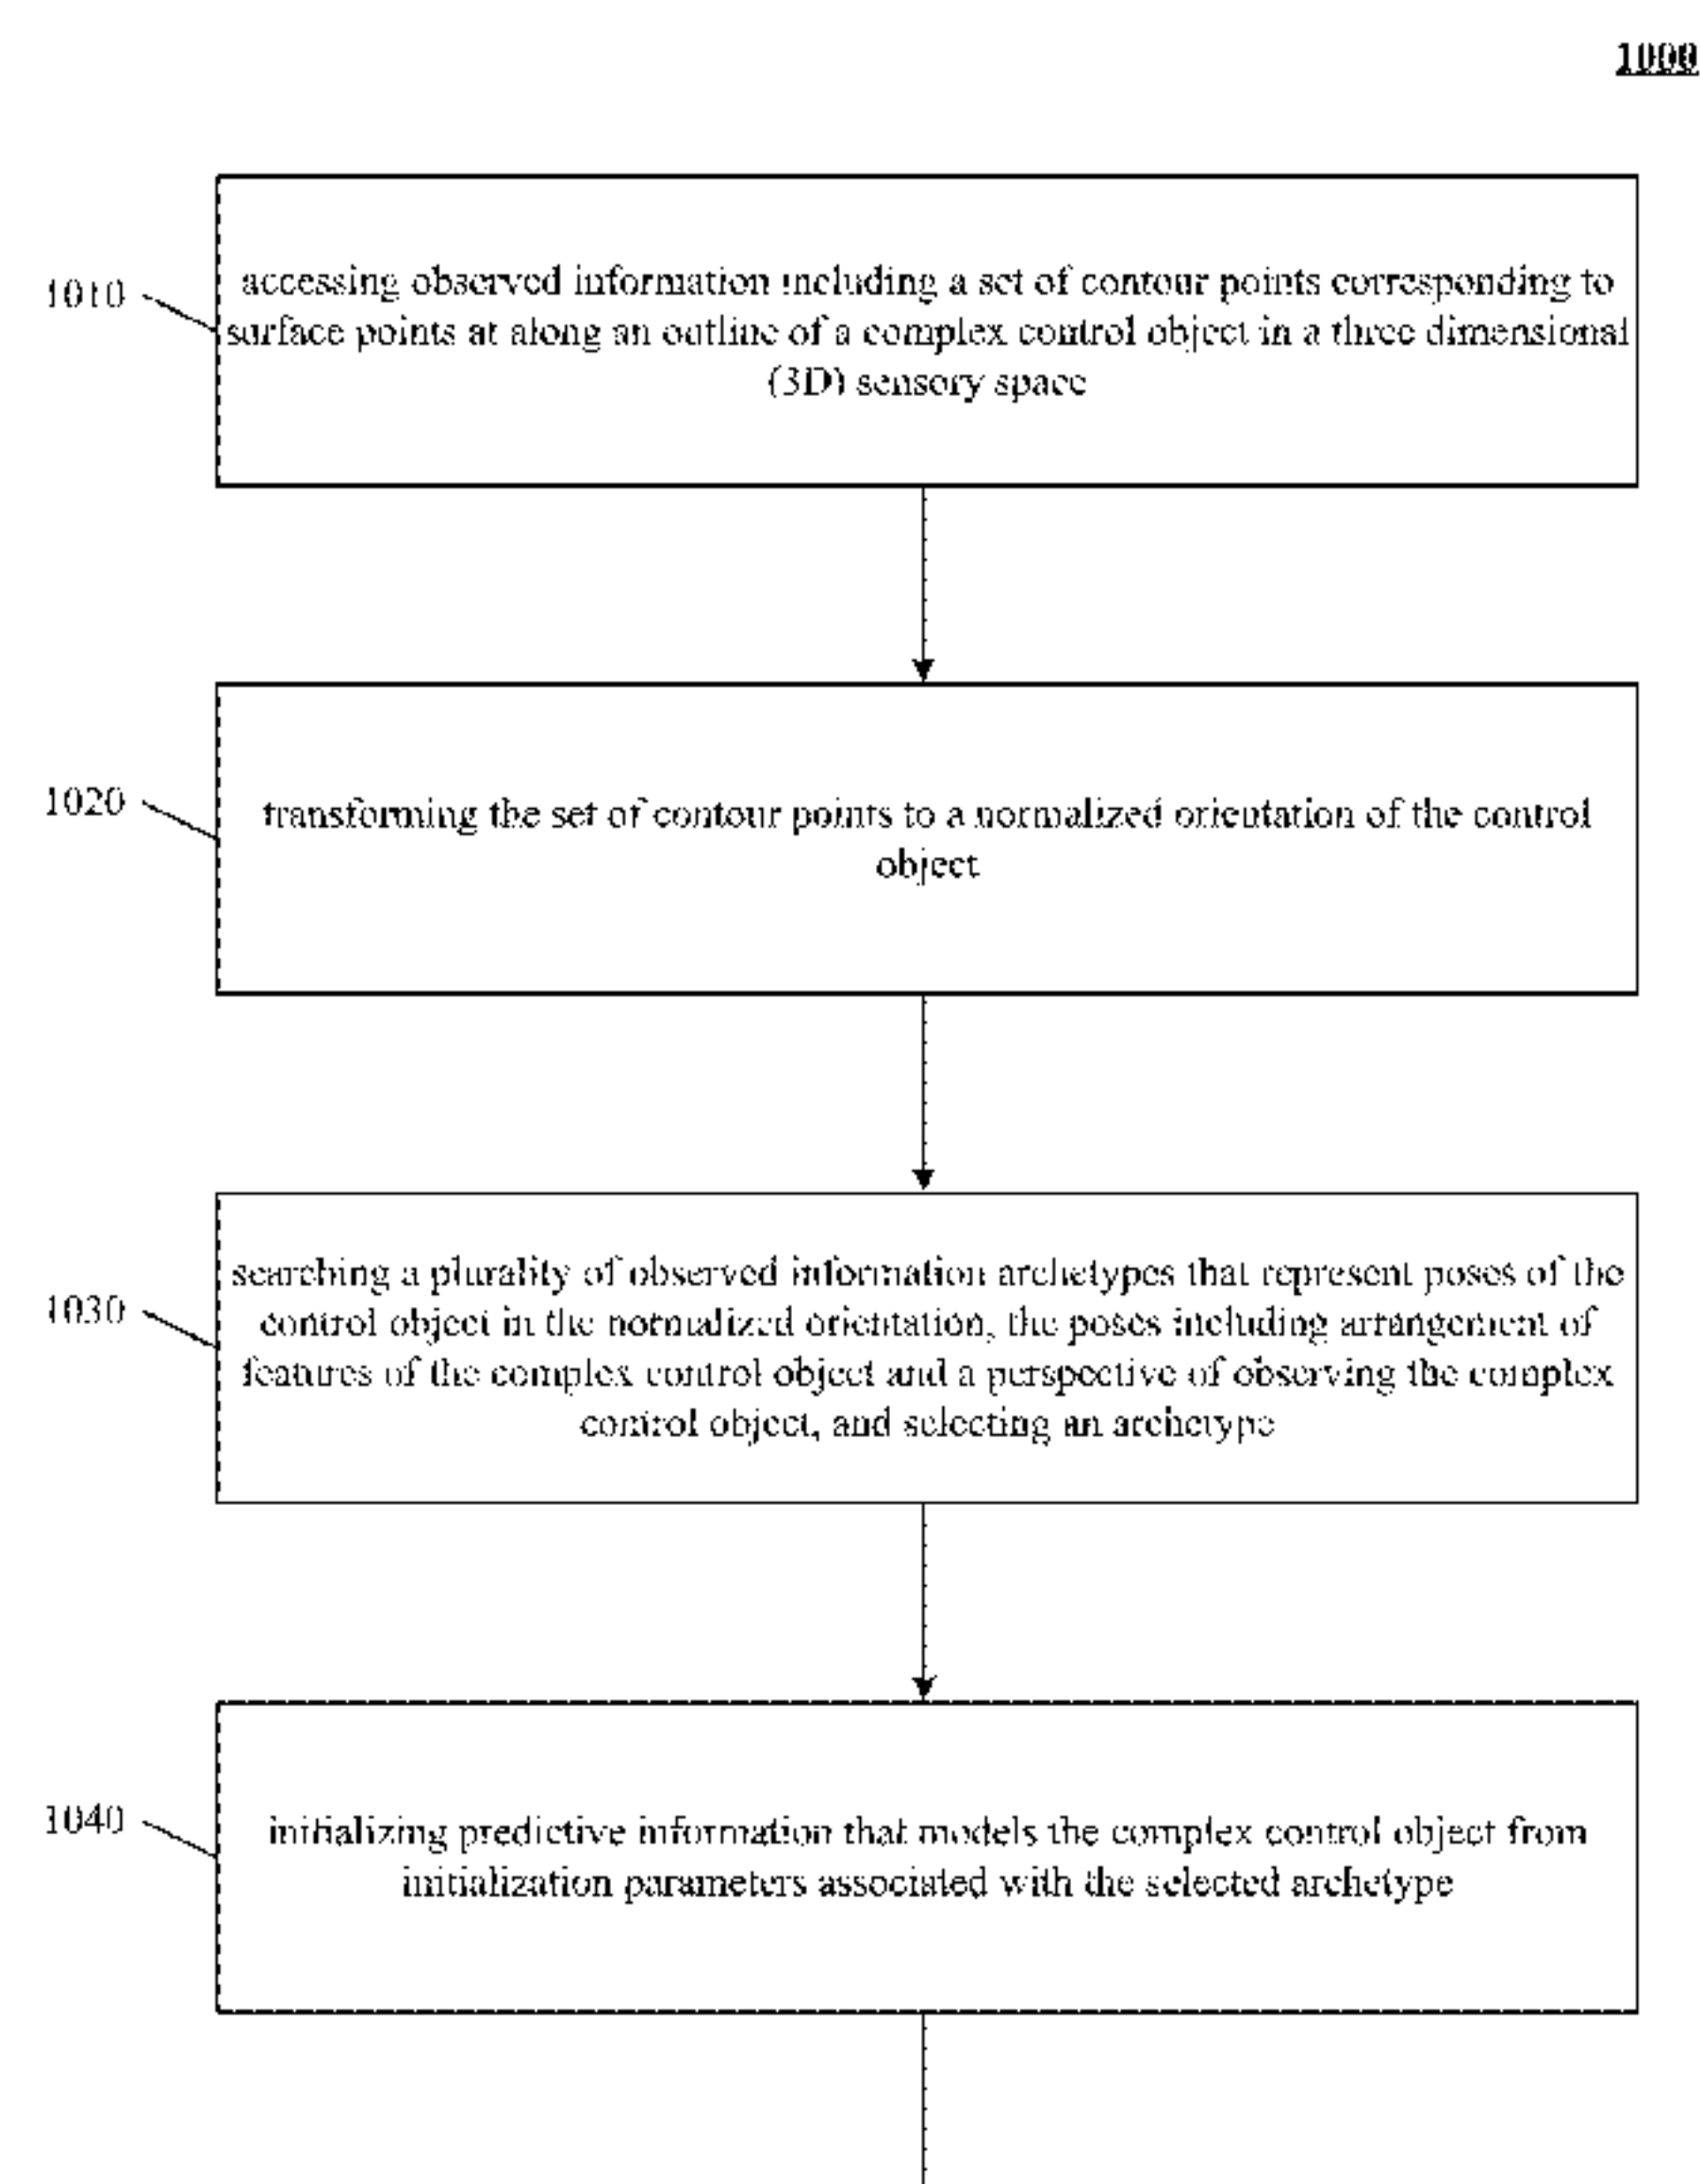 1000
1010
accessing observed information including a set of contour points corresponding to
surface points at along an outline of a complex control object in a three dimensional
(3D) sensory space
1020
transforming the set of contour points to a normalized orientation of the control
object
1030
searching a plurality of observed information archetypes that represent poses of the
control object in the normalized orientation, the poses including arrangement of
features of the complex control object and a perspective of observing the complex
control object, and selecting an archetype
1040
initializing predictive information that models the complex control object from
initialization parameters associated with the selected archetype